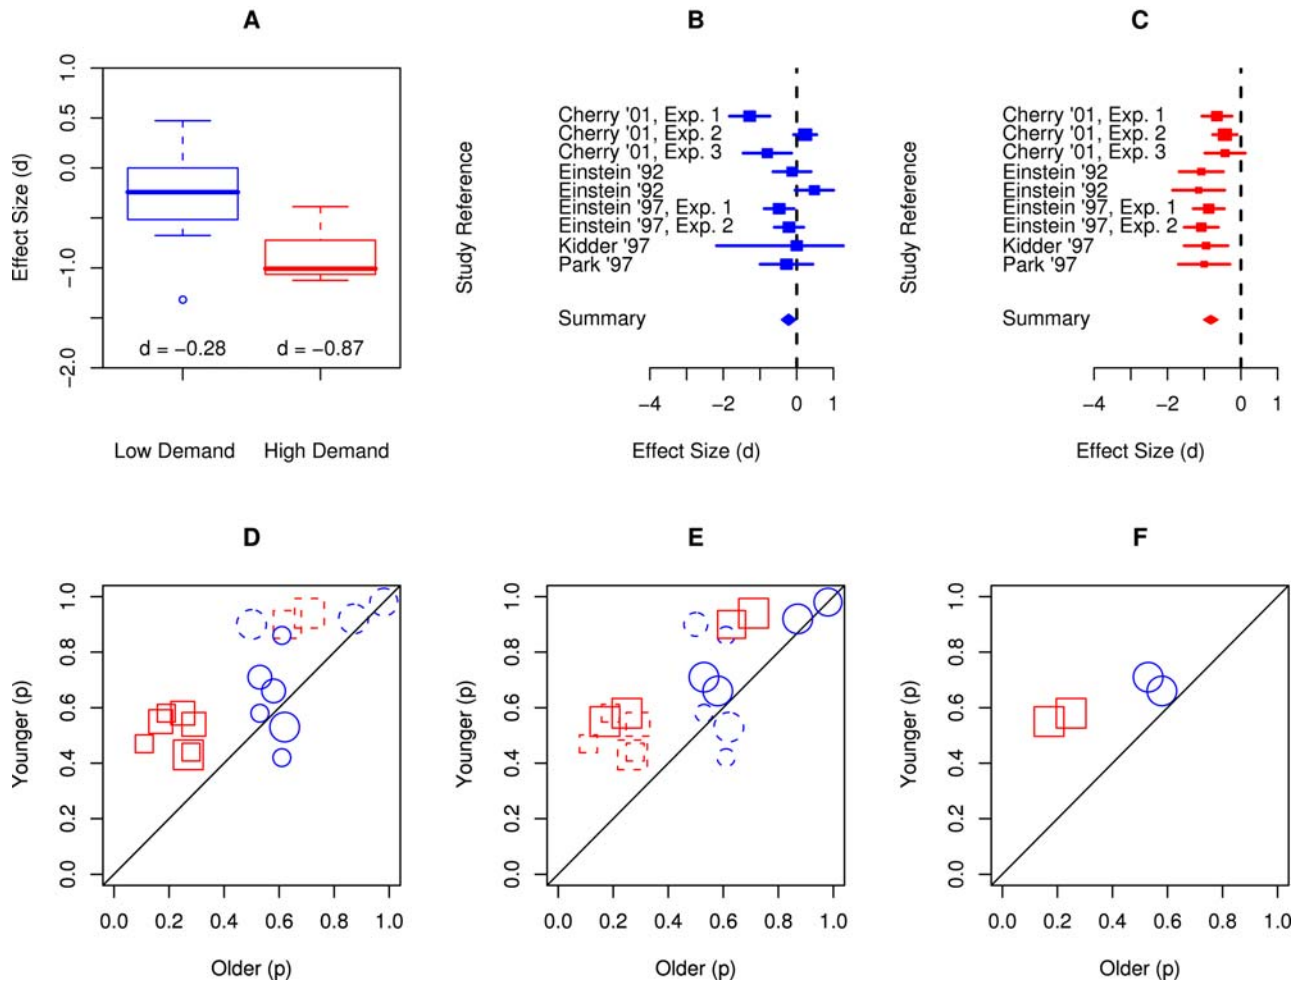 A
B
C
Effect Size (d)
1.0
0.5
0.0
−1.0
−2.0
d = −0.28
d = −0.87
Low Demand
High Demand
Study Reference
Cherry '01, Exp. 1
Cherry '01, Exp. 2
Cherry '01, Exp. 3
Einstein '92
Einstein '92
Einstein '97, Exp. 1
Einstein '97, Exp. 2
Kidder '97
Park '97
Summary
−4
−2
0
1
Effect Size (d)
Study Reference
Cherry '01, Exp. 1
Cherry '01, Exp. 2
Cherry '01, Exp. 3
Einstein '92
Einstein '92
Einstein '97, Exp. 1
Einstein '97, Exp. 2
Kidder '97
Park '97
Summary
−4
−2
0
1
Effect Size (d)
D
E
F
Younger (p)
1.0
0.8
0.6
0.4
0.2
0.0
0.0 0.2 0.4 0.6 0.8 1.0
Older (p)
Younger (p)
1.0
0.8
0.6
0.4
0.2
0.0
0.0 0.2 0.4 0.6 0.8 1.0
Older (p)
Younger (p)
1.0
0.8
0.6
0.4
0.2
0.0
0.0 0.2 0.4 0.6 0.8 1.0
Older (p)